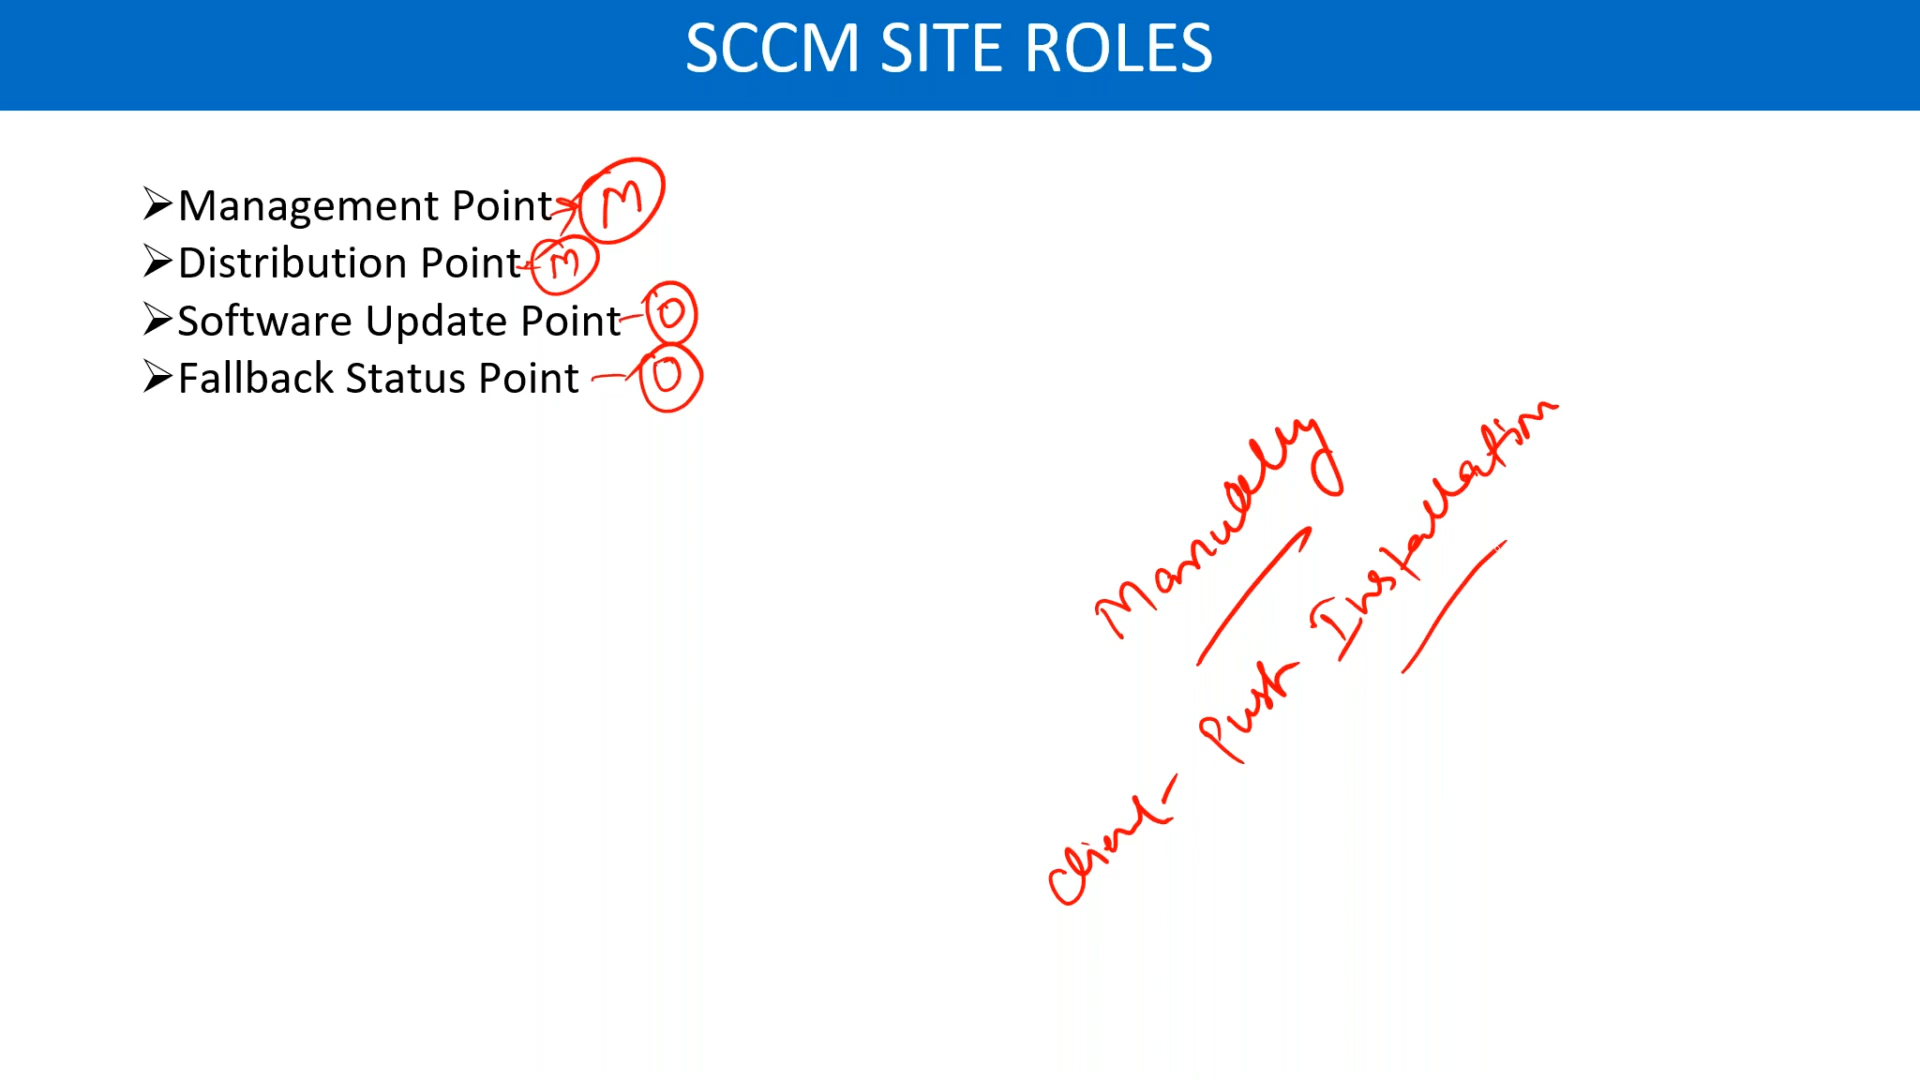 SCCM SITE ROLES
➢Management Point → M
➢Distribution Point - M
➢Software Update Point - O
➢Fallback Status Point - O
Manually
Client - Push Installation